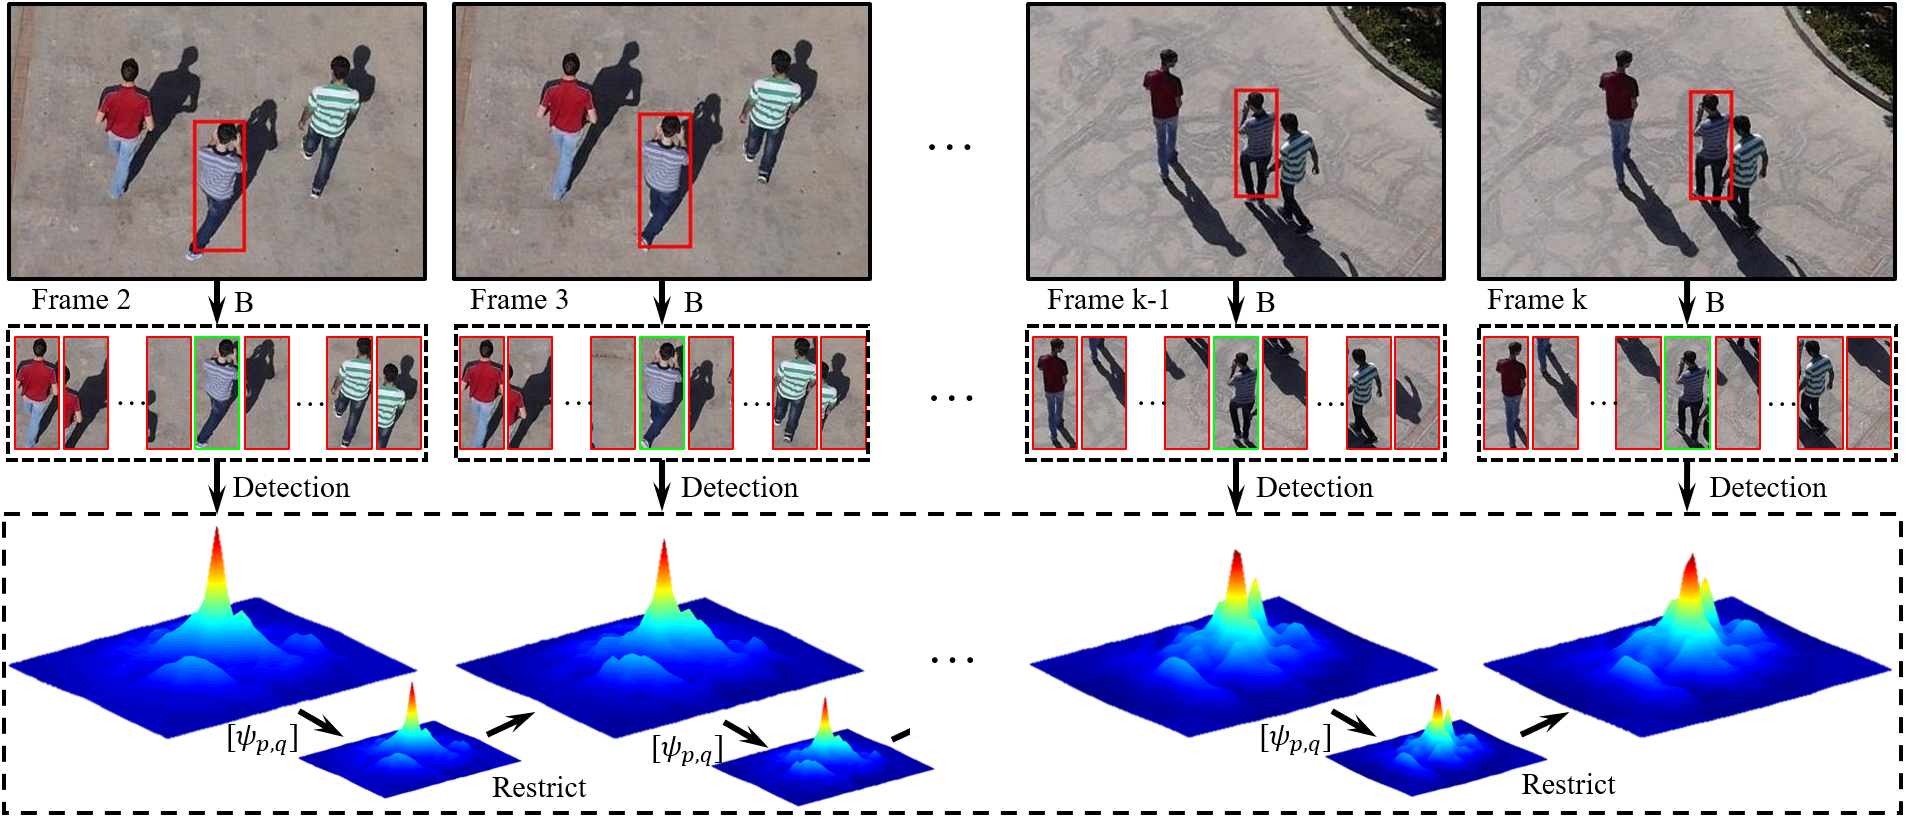 ...
Frame 2
B
Frame 3
B
Frame k-1
B
Frame k
B
... ...
... ...
...
... ...
... ...
Detection
Detection
Detection
Detection
...
[ψp,q]
Restrict
[ψp,q]
[ψp,q]
Restrict